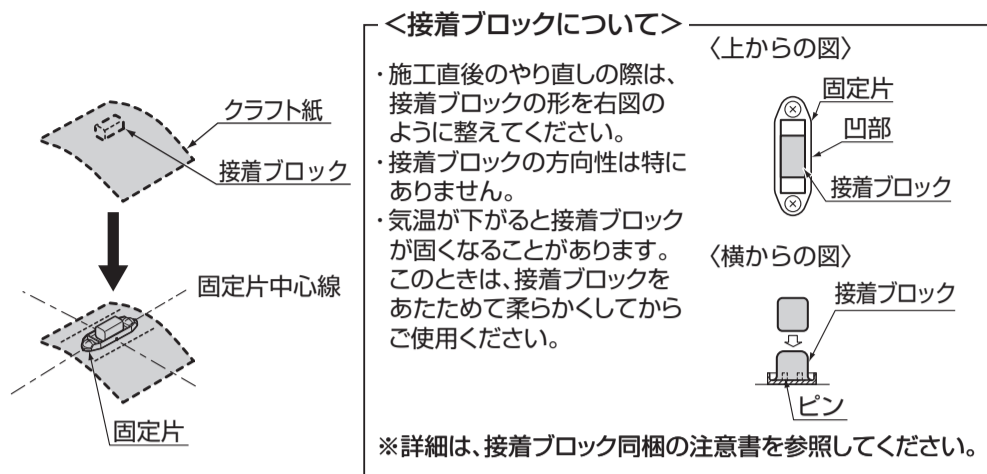 クラフト紙
接着ブロック
固定片中心線
固定片
＜接着ブロックについて＞
・施工直後のやり直しの際は、
接着ブロックの形を右図の
ように整えてください。
・接着ブロックの方向性は特に
ありません。
・気温が下がると接着ブロック
が固くなることがあります。
このときは、接着ブロックを
あたためて柔らかくしてから
ご使用ください。
〈上からの図〉
固定片
凹部
接着ブロック
〈横からの図〉
接着ブロック
ピン
※詳細は、接着ブロック同梱の注意書を参照してください。